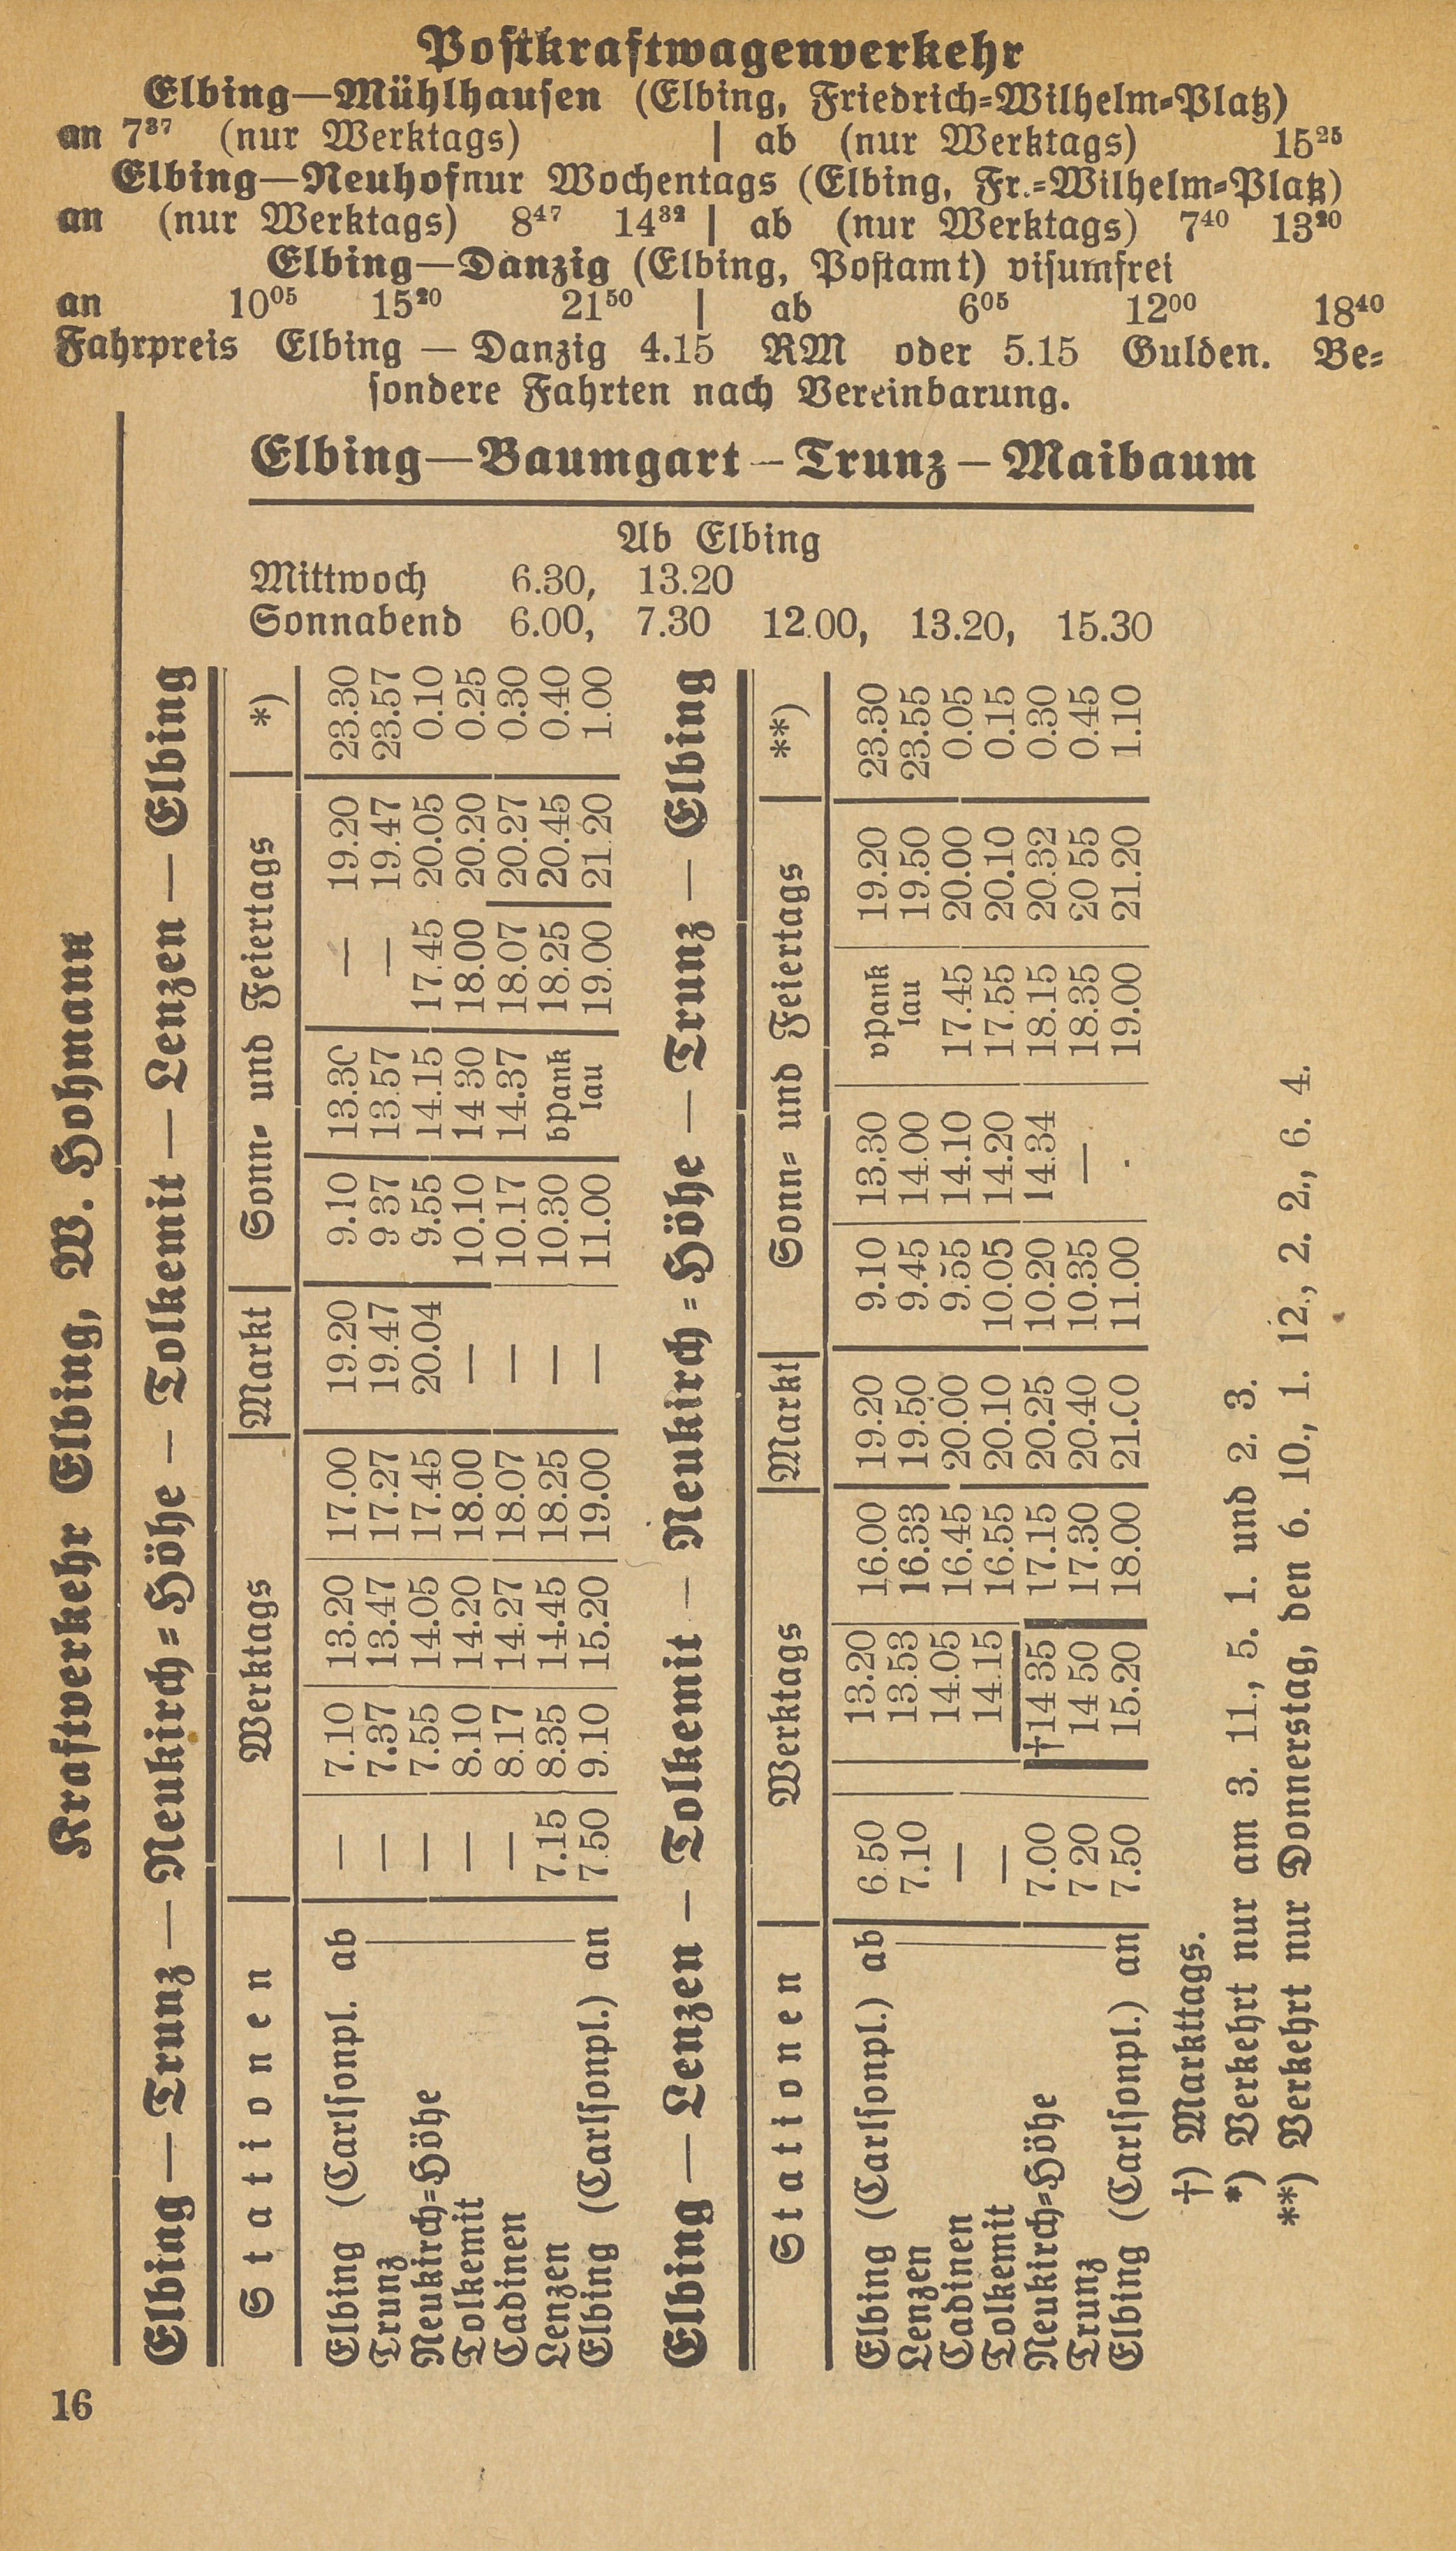 Postkraftwagenverkehr
Elbing—Mühlhausen (Elbing, Friedrich-Wilhelm-Platz)
an 7³⁷ (nur Werktags) | ab (nur Werktags) 15²⁵
Elbing—Neuhof nur Wochentags (Elbing, Fr.-Wilhelm-Platz)
an (nur Werktags) 8⁴⁷ 14³² | ab (nur Werktags) 7⁴⁰ 13²⁰
Elbing—Danzig (Elbing, Postamt) visumfrei
an 10⁰⁵ 15²⁰ 21⁵⁰ | ab 6⁰⁵ 12⁰⁰ 18⁴⁰
Fahrpreis Elbing — Danzig 4.15 RM oder 5.15 Gulden. Be-
sondere Fahrten nach Vereinbarung.
Elbing—Baumgart—Trunz—Maibaum
Ab Elbing
Mittwoch 6.30, 13.20
Sonnabend 6.00, 7.30 12.00, 13.20, 15.30
Kraftverkehr Elbing, W. Hohmann
Elbing — Trunz — Neukirch-Höhe — Tolkemit — Lenzen — Elbing
Stationen | Werktags | Markt | Sonn- und Feiertags | *)
Elbing (Carlsonpl. ab — 7.10 13.20 17.00 19.20 9.10 13.30 — 19.20 23.30
Trunz — 7.37 13.47 17.27 19.47 9 37 13.57 — 19.47 23.57
Neukirch-Höhe — 7.55 14.05 17.45 20.04 9.55 14.15 17.45 20.05 0.10
Tolkemit — 8.10 14.20 18.00 — 10.10 14 30 18.00 20.20 0.25
Cadinen — 8.17 14.27 18.07 — 10.17 14.37 18.07 20.27 0.30
Lenzen 7.15 8.35 14.45 18.25 — 10.30 bPank 18.25 20.45 0.40
Elbing (Carlsonpl.) an 7.50 9.10 15.20 19.00 — 11.00 lau 19.00 21.20 1.00
Elbing — Lenzen — Tolkemit — Neukirch-Höhe — Trunz — Elbing
Stationen | Werktags | Markt | Sonn- und Feiertags | **)
Elbing (Carlsonpl.) ab 6.50 13.20 16.00 19.20 9.10 13.30 vPank 19.20 23.30
Lenzen 7.10 13.53 16.33 19.50 9.45 14.00 lau 19.50 23.55
Cadinen — 14.05 16.45 20.00 9.55 14.10 17.45 20.00 0.05
Tolkemit — 14.15 16.55 20.10 10.05 14.20 17.55 20.10 0.15
Neukirch-Höhe 7.00 †14 35 17.15 20.25 10.20 14.34 18.15 20.32 0.30
Trunz 7 20 14 50 17.30 20.40 10.35 — 18.35 20 55 0.45
Elbing (Carlsonpl.) an 7.50 15.20 18.00 21.00 11.00 . 19.00 21.20 1.10
†) Markttags.
*) Verkehrt nur am 3. 11., 5. 1. und 2. 3.
**) Verkehrt nur Donnerstag, den 6. 10., 1. 12., 2. 2., 6. 4.
16